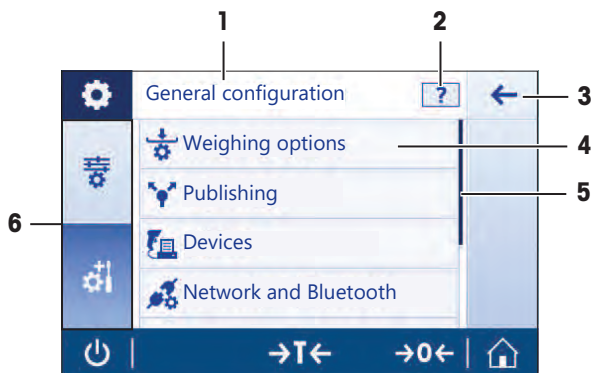 1
2
General configuration
?
3
Weighing options
4
Publishing
5
Devices
6
Network and Bluetooth
→T←
→0←